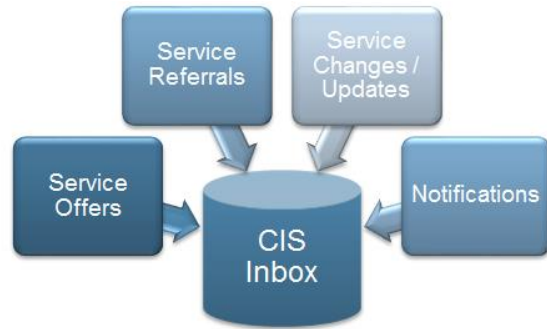 Service
Referrals
Service
Changes /
Updates
Service
Offers
Notifications
CIS
Inbox